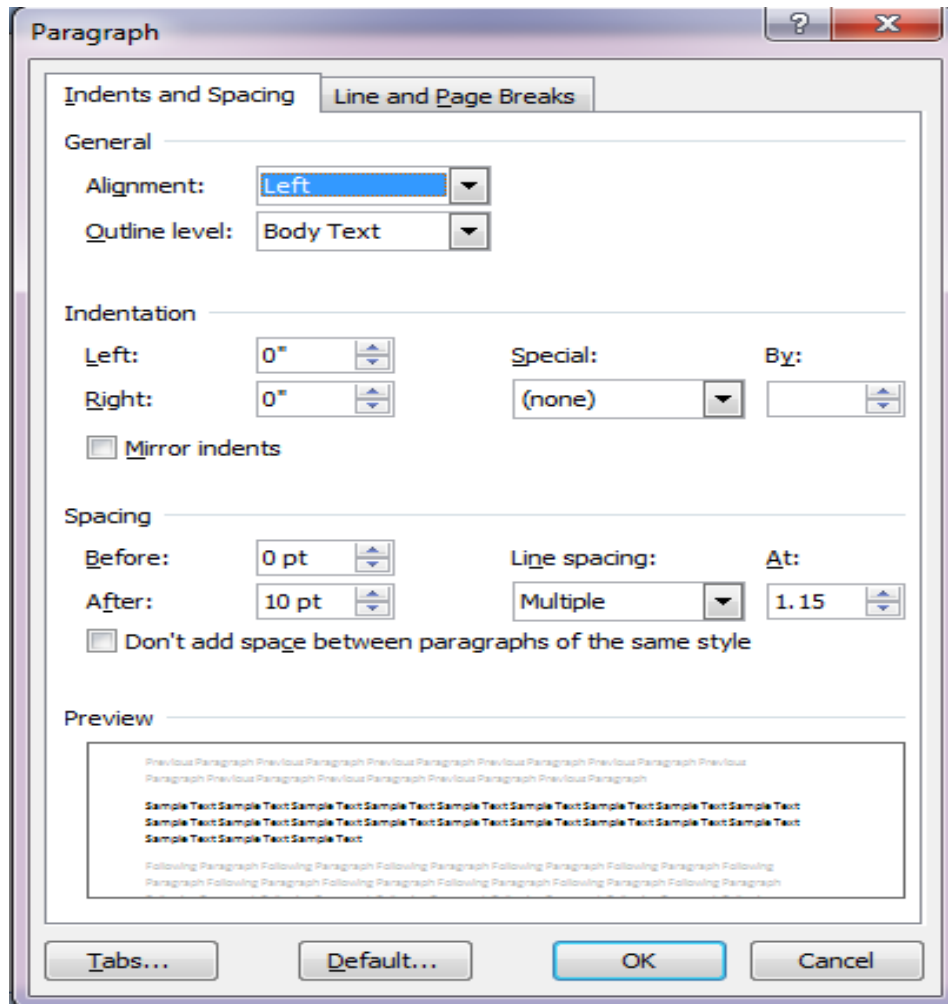 Paragraph ?
Indents and Spacing Line and Page Breaks
General
Alignment: Left
Outline level: Body Text
Indentation
Left: 0" Special: By:
Right: 0" (none)
Mirror indents
Spacing
Before: 0 pt Line spacing: At:
After: 10 pt Multiple 1.15
Don't add space between paragraphs of the same style
Preview
Previous Paragraph Previous Paragraph Previous Paragraph Previous Paragraph Previous Paragraph Previous
Paragraph Previous Paragraph Previous Paragraph Previous Paragraph Previous Paragraph
Sample Text Sample Text Sample Text Sample Text Sample Text Sample Text Sample Text Sample Text Sample Text
Sample Text Sample Text Sample Text Sample Text Sample Text Sample Text Sample Text Sample Text Sample Text
Sample Text Sample Text Sample Text
Following Paragraph Following Paragraph Following Paragraph Following Paragraph Following Paragraph Following
Paragraph Following Paragraph Following Paragraph Following Paragraph Following Paragraph Following Paragraph
Tabs... Default... OK Cancel